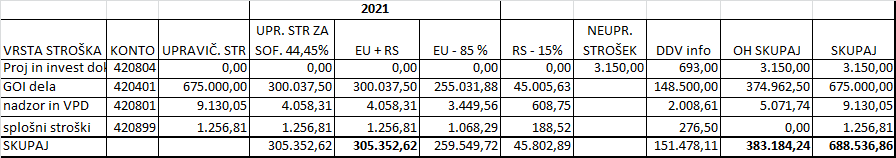 2021
UPR. STR ZA NEUPR.
VRSTA STROŠKA KONTO UPRAVIČ. STR SOF. 44,45% EU + RS EU - 85 % RS - 15% STROŠEK DDV info OH SKUPAJ SKUPAJ
Proj in invest dok 420804 0,00 0,00 0,00 0,00 0,00 3.150,00 693,00 3.150,00 3.150,00
GOI dela 420401 675.000,00 300.037,50 300.037,50 255.031,88 45.005,63 148.500,00 374.962,50 675.000,00
nadzor in VPD 420801 9.130,05 4.058,31 4.058,31 3.449,56 608,75 2.008,61 5.071,74 9.130,05
splošni stroški 420899 1.256,81 1.256,81 1.256,81 1.068,29 188,52 276,50 0,00 1.256,81
SKUPAJ 305.352,62 305.352,62 259.549,72 45.802,89 151.478,11 383.184,24 688.536,86